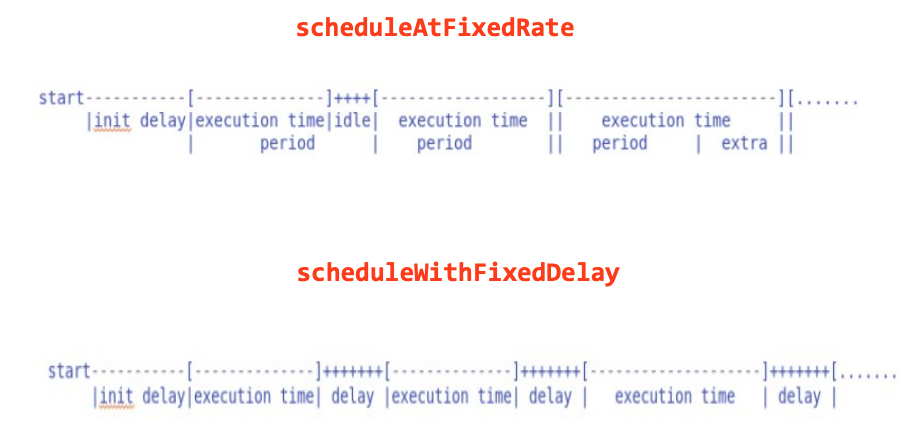 scheduleAtFixedRate
start-----------[--------------]++++[------------------][-----------------------][.......
|init delay|execution time|idle| execution time || execution time ||
| period | period || period | extra ||
scheduleWithFixedDelay
start-----------[-------------]+++++++[-------------]+++++++[-------------------]+++++++[.......
|init delay|execution time| delay |execution time| delay | execution time | delay |